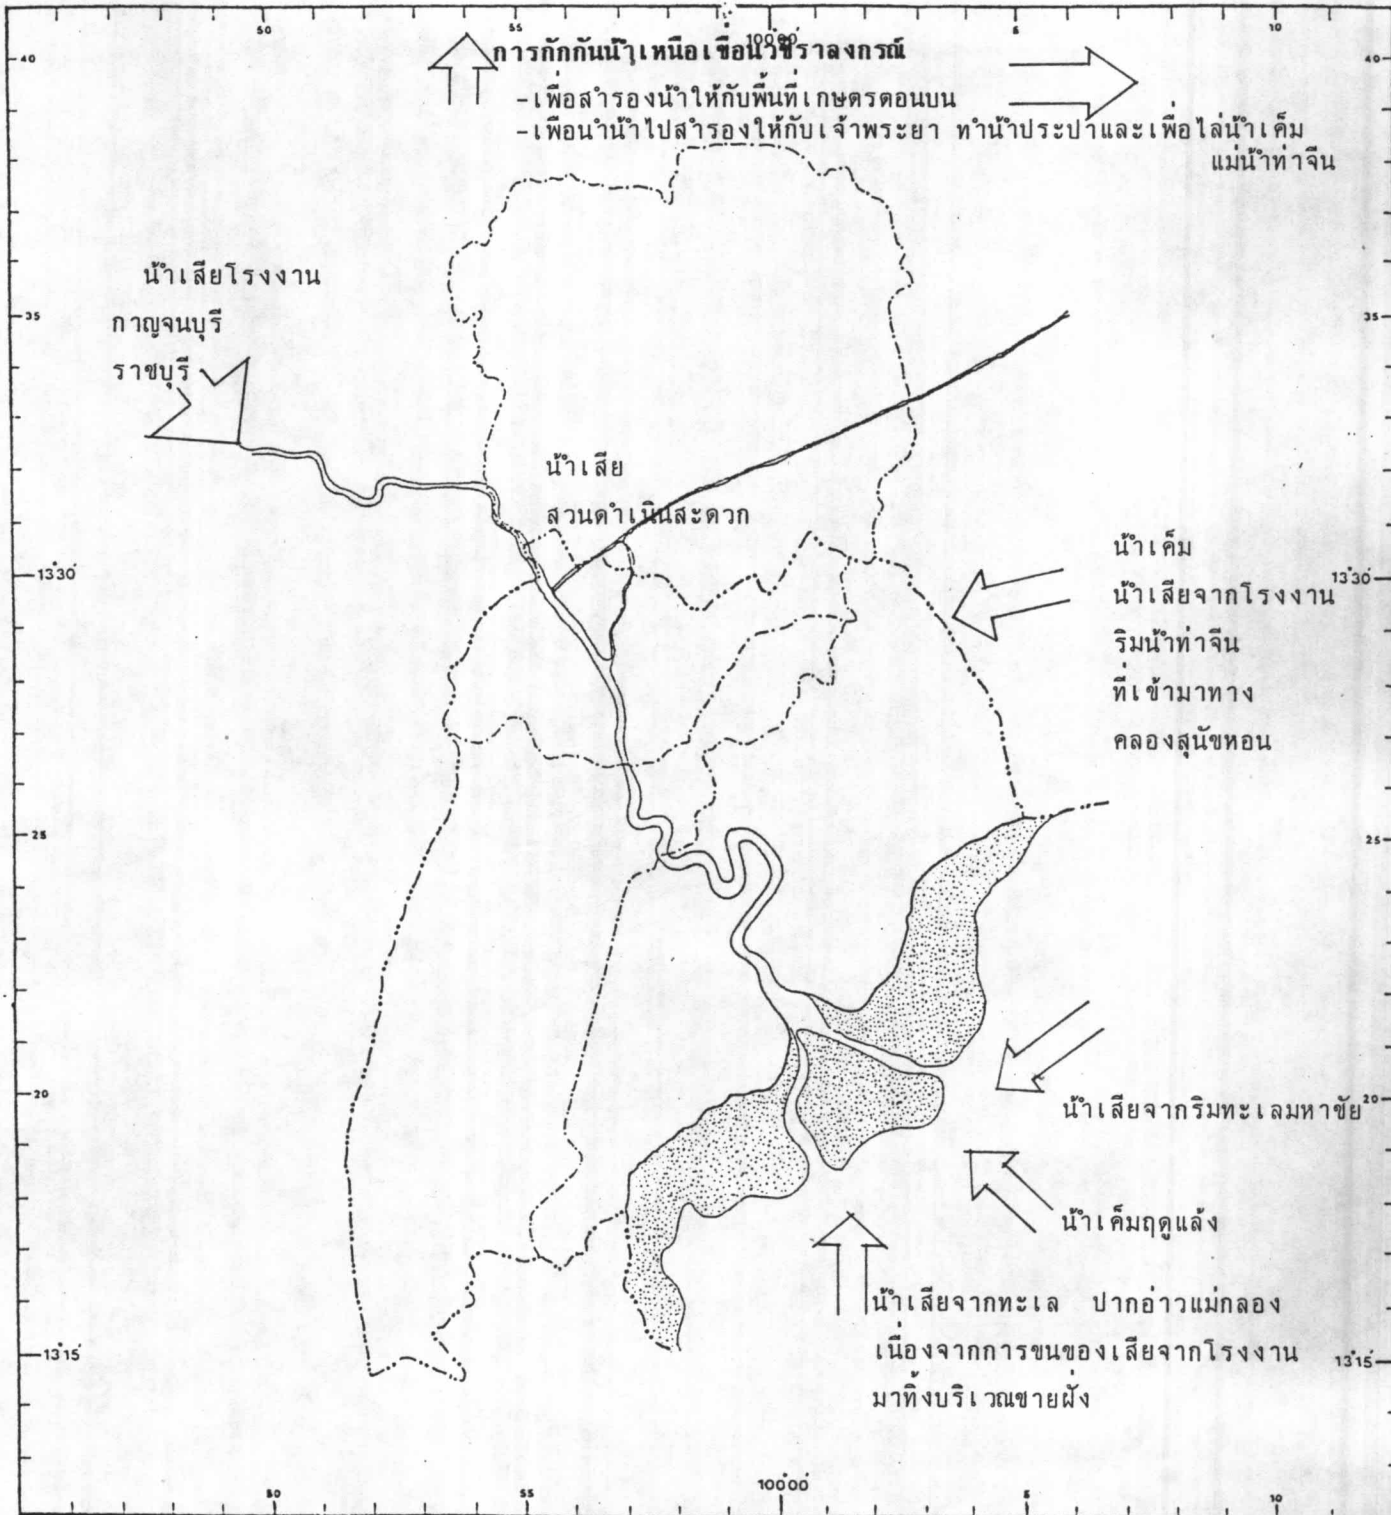 50 55 100°00' 5 10
40 การกักกันน้ำเหนือเขื่อนวชิราลงกรณ์ 40
-เพื่อสำรองน้ำให้กับพื้นที่เกษตรตอนบน
-เพื่อนำน้ำไปสำรองให้กับเจ้าพระยา ทำน้ำประปาและเพื่อไล่น้ำเค็ม
แม่น้ำท่าจีน
น้ำเสียโรงงาน
กาญจนบุรี
ราชบุรี
35 35
น้ำเสีย
สวนดำเนินสะดวก
13°30' 13°30'
น้ำเค็ม
น้ำเสียจากโรงงาน
ริมน้ำท่าจีน
ที่เข้ามาทาง
คลองสุนัขหอน
25 25
20 20
น้ำเสียจากริมทะเลมหาชัย
น้ำเค็มฤดูแล้ง
น้ำเสียจากทะเล ปากอ่าวแม่กลอง
เนื่องจากการขนของเสียจากโรงงาน
มาทิ้งบริเวณชายฝั่ง
13°15' 13°15'
50 55 100°00' 5 10